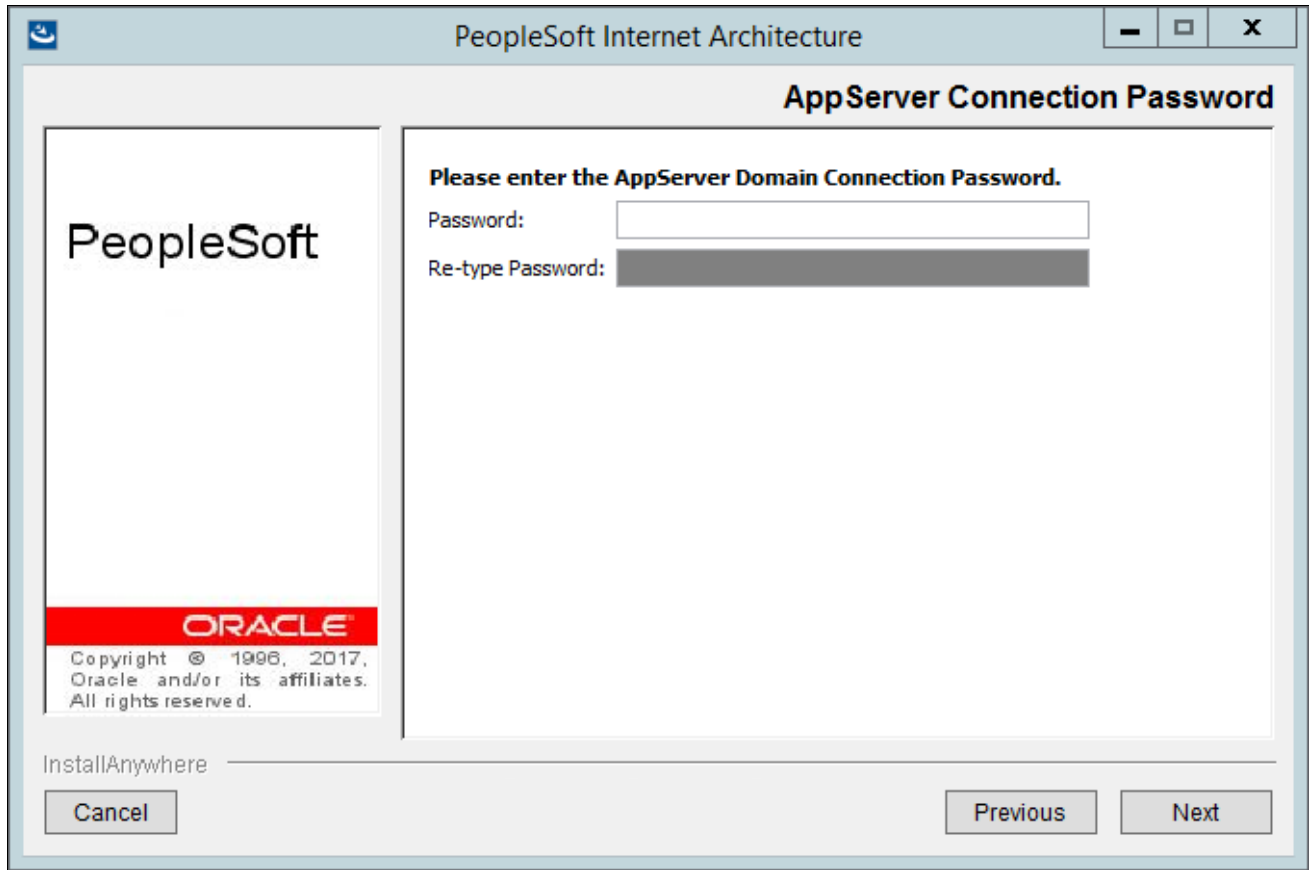 PeopleSoft Internet Architecture
AppServer Connection Password
PeopleSoft
Please enter the AppServer Domain Connection Password.
Password:
Re-type Password:
ORACLE
Copyright © 1996, 2017,
Oracle and/or its affiliates.
All rights reserved.
InstallAnywhere
Cancel
Previous
Next